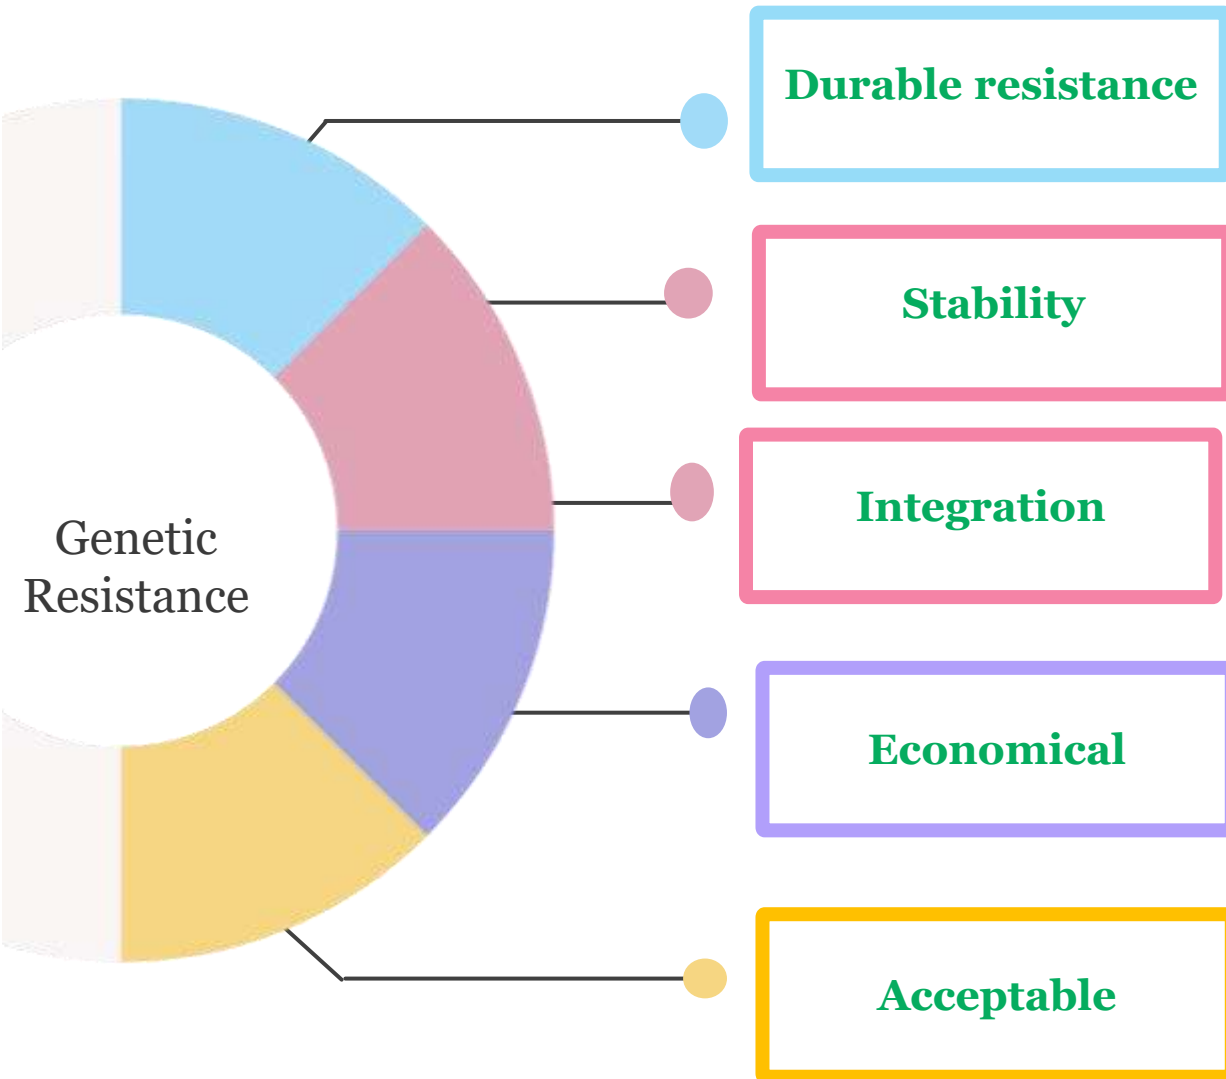 Durable resistance
Stability
Integration
Genetic
Resistance
Economical
Acceptable